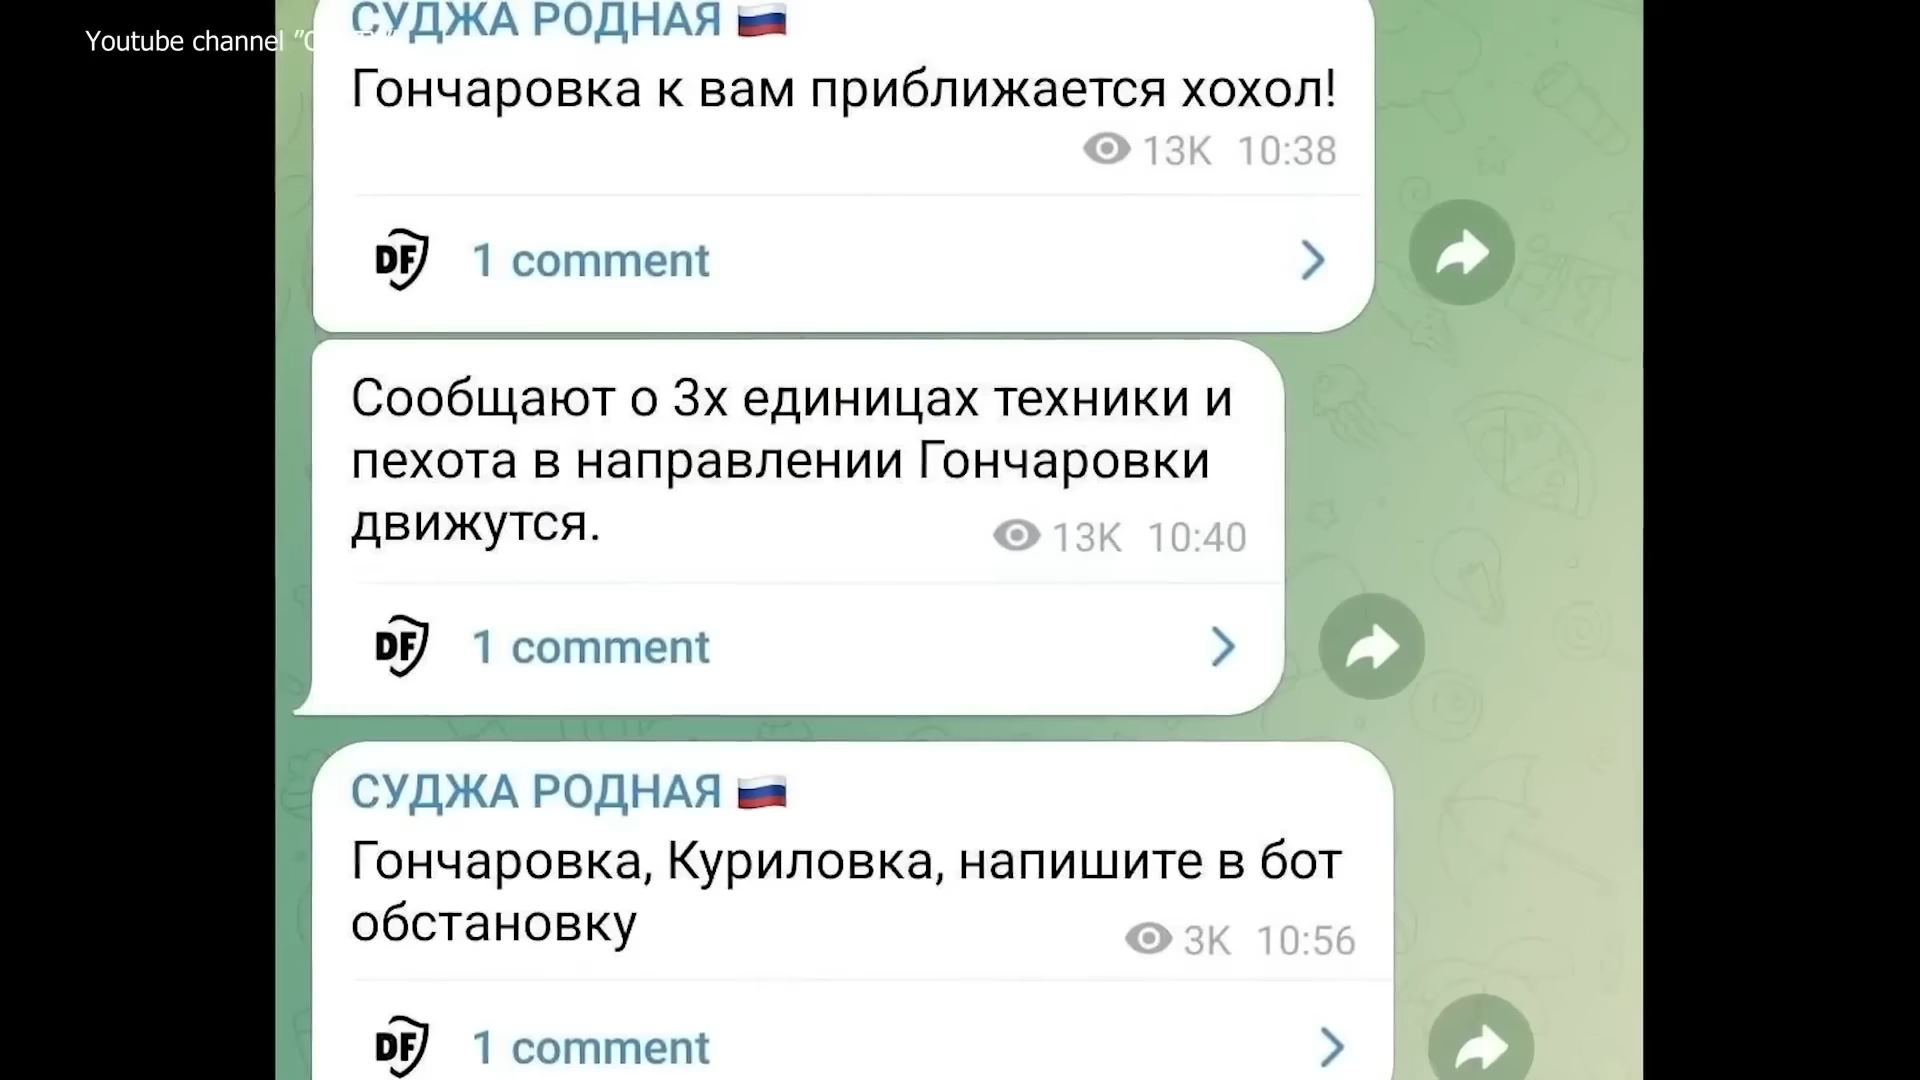 Youtube channel
СУДЖА РОДНАЯ
Гончаровка к вам приближается хохол!
13K 10:38
DF 1 comment
Сообщают о 3х единицах техники и
пехота в направлении Гончаровки
движутся.
13K 10:40
DF 1 comment
СУДЖА РОДНАЯ
Гончаровка, Куриловка, напишите в бот
обстановку
3K 10:56
DF 1 comment